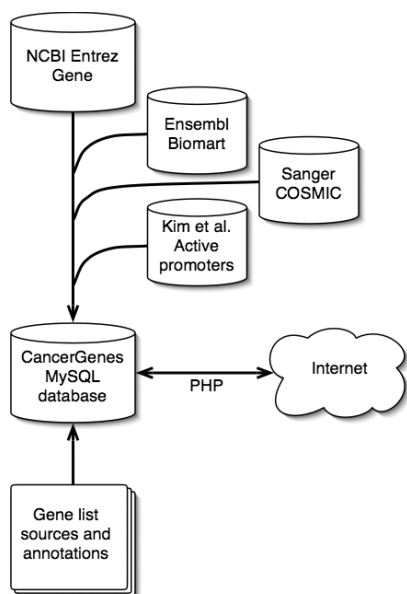 NCBI Entrez
Gene
Ensembl
Biomart
Sanger
COSMIC
Kim et al.
Active
promoters
CancerGenes
MySQL
database
PHP
Internet
Gene list
sources and
annotations